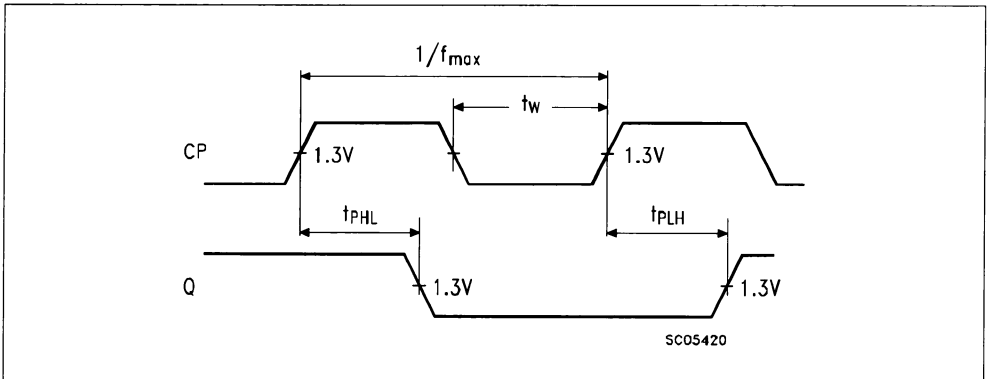 1/fmax
tW
CP
1.3V
1.3V
tPHL
tPLH
Q
1.3V
1.3V
SC05420